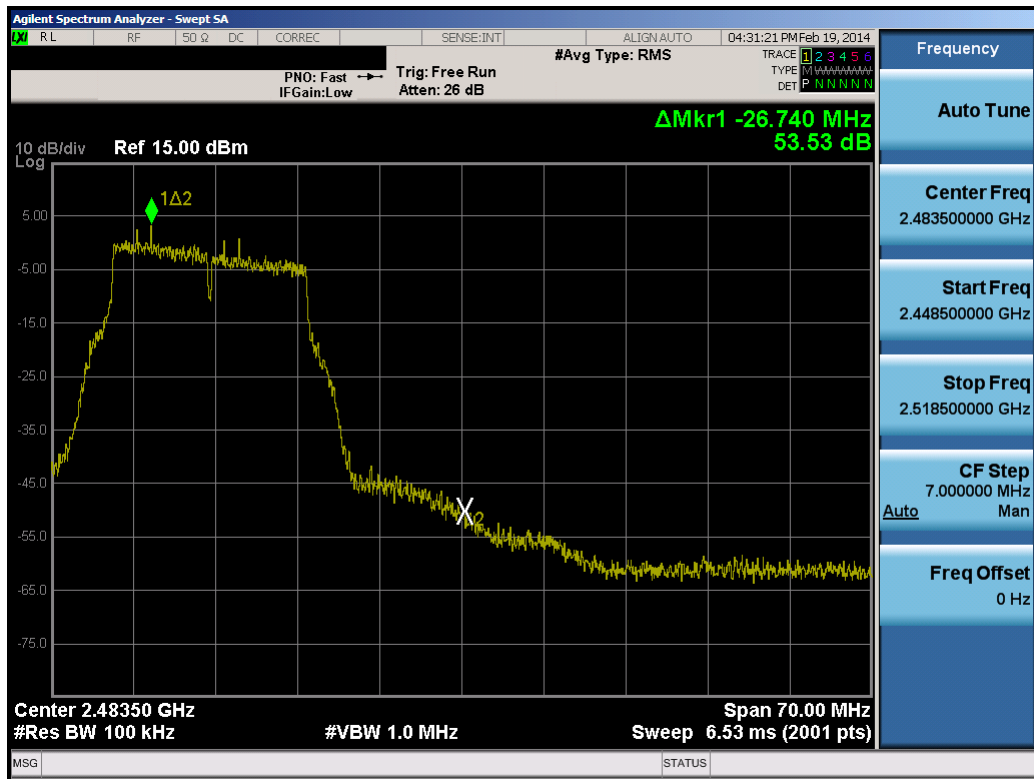 Agilent Spectrum Analyzer - Swept SA
LXI RL RF 50 Ω DC CORREC SENSE:INT ALIGN AUTO 04:31:21 PM Feb 19, 2014
#Avg Type: RMS
TRACE 1 2 3 4 5 6
TYPE M WWWWW
DET P N N N N N
PNO: Fast
IFGain:Low
Trig: Free Run
Atten: 26 dB
ΔMkr1 -26.740 MHz
53.53 dB
10 dB/div
Log
Ref 15.00 dBm
1Δ2
5.00
-5.00
-15.0
-25.0
-35.0
-45.0
-55.0
-65.0
-75.0
X2
Center 2.48350 GHz
#Res BW 100 kHz
#VBW 1.0 MHz
Span 70.00 MHz
Sweep 6.53 ms (2001 pts)
MSG
STATUS
Frequency
Auto Tune
Center Freq
2.483500000 GHz
Start Freq
2.448500000 GHz
Stop Freq
2.518500000 GHz
CF Step
7.000000 MHz
Auto Man
Freq Offset
0 Hz